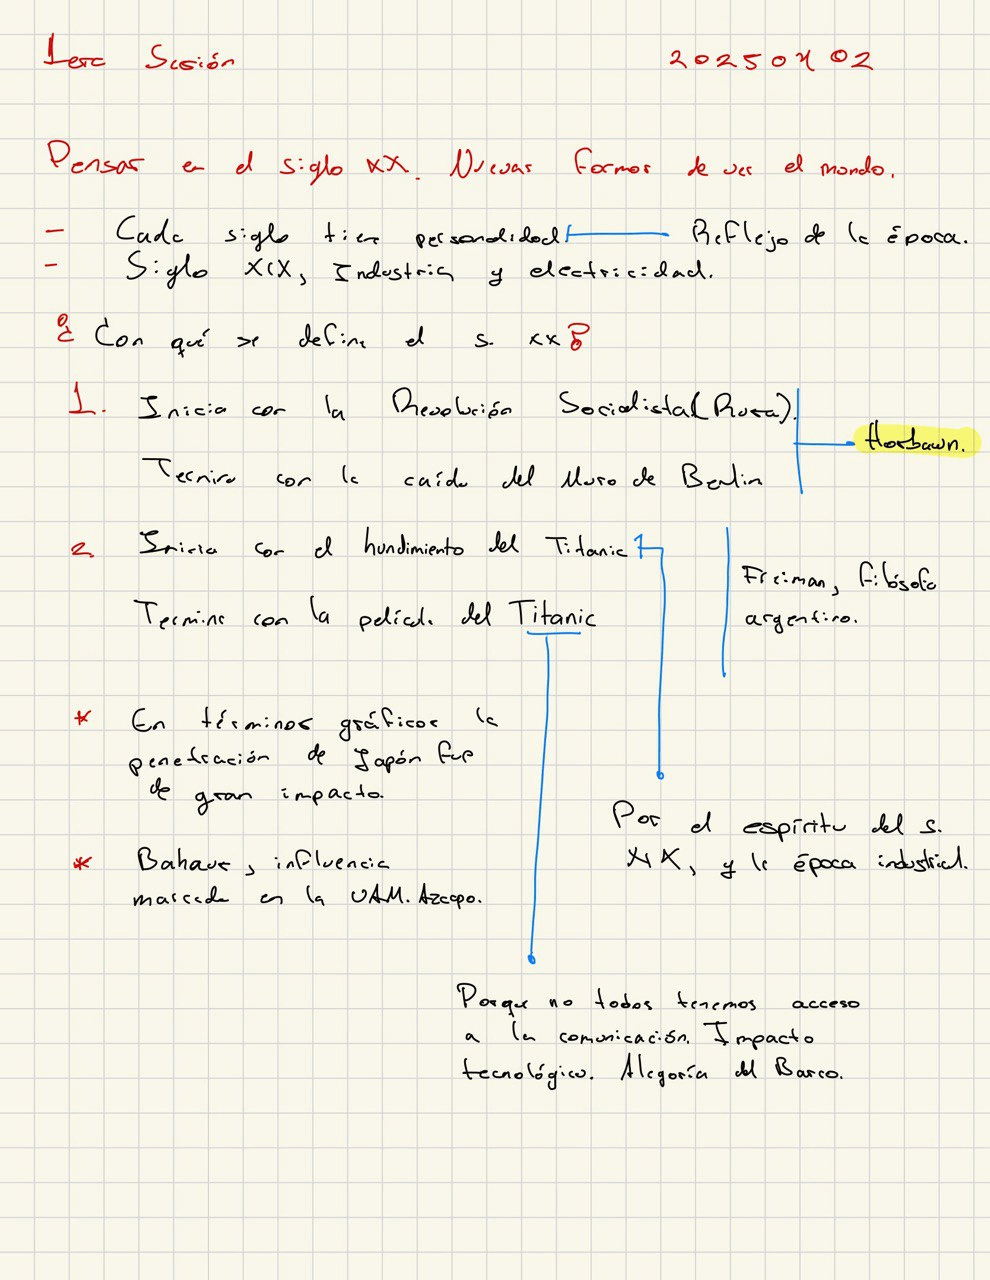 1era Sesión 20250402
Pensar en el siglo XX. Nuevas formas de ver el mondo.
- Cada siglo tiene personalidad Reflejo de la época.
- Siglo XIX, Industria y electricidad.
¿Con qué se define el s. XX?
1. Inicia con la Revolución Socialista (Rusa).
Horbawn.
Termina con la caída del Muro de Berlin
2. Inicia con el hundimiento del Titanic
Freiman, filósofo
argentino.
Termina con la película del Titanic
* En términos gráficos la
penetración de Japón fue
de gran impacto.
Por el espíritu del s.
XIX, y la época industrial.
* Bahaus, influencia
marcada en la UAM. Azcapo.
Porque no todos tenemos acceso
a la comunicación. Impacto
tecnológico. Alegoría del Barco.